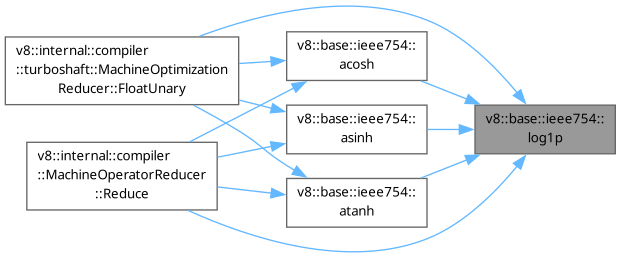 v8::internal::compiler
::turboshaft::MachineOptimization
Reducer::FloatUnary
v8::internal::compiler
::MachineOperatorReducer
::Reduce
v8::base::ieee754::
acosh
v8::base::ieee754::
asinh
v8::base::ieee754::
atanh
v8::base::ieee754::
log1p